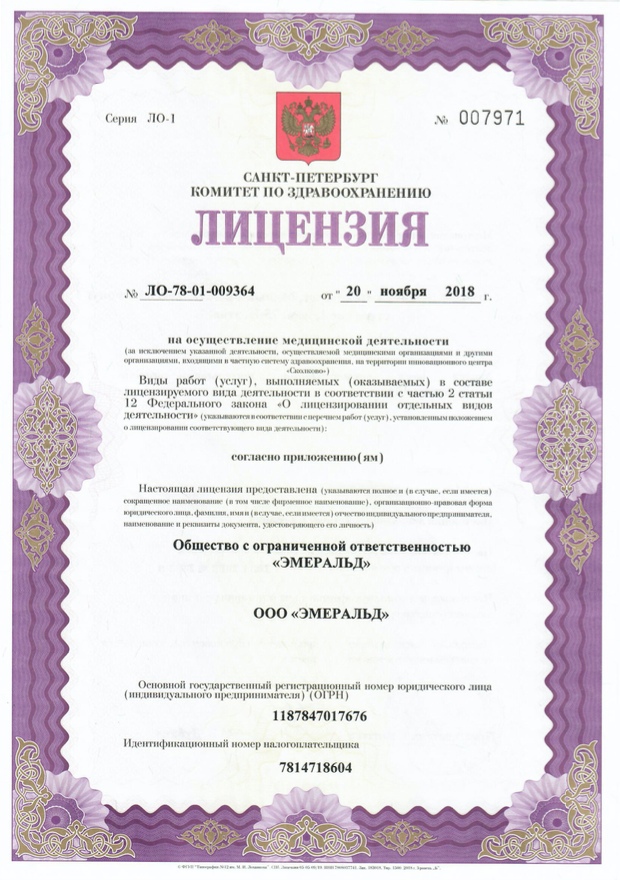 Серия ЛО-1
№ 007971
САНКТ-ПЕТЕРБУРГ
КОМИТЕТ ПО ЗДРАВООХРАНЕНИЮ
ЛИЦЕНЗИЯ
№ ЛО-78-01-009364 от " 20 " ноября 2018 г.
на осуществление медицинской деятельности
(за исключением указанной деятельности, осуществляемой медицинскими организациями и другими
организациями, входящими в частную систему здравоохранения, на территории инновационного центра
«Сколково»)
Виды работ (услуг), выполняемых (оказываемых) в составе
лицензируемого вида деятельности в соответствии с частью 2 статьи
12 Федерального закона «О лицензировании отдельных видов
деятельности» (указываются в соответствии с перечнем работ (услуг), установленным положением
о лицензировании соответствующего вида деятельности):
согласно приложению(ям)
Настоящая лицензия предоставлена (указываются полное и (в случае, если имеется)
сокращенное наименование (в том числе фирменное наименование), организационно-правовая форма
юридического лица, фамилия, имя и (в случае, если имеется) отчество индивидуального предпринимателя,
наименование и реквизиты документа, удостоверяющего его личность)
Общество с ограниченной ответственностью
«ЭМЕРАЛЬД»
ООО «ЭМЕРАЛЬД»
Основной государственный регистрационный номер юридического лица
(индивидуального предпринимателя) (ОГРН)
1187847017676
Идентификационный номер налогоплательщика
7814718604